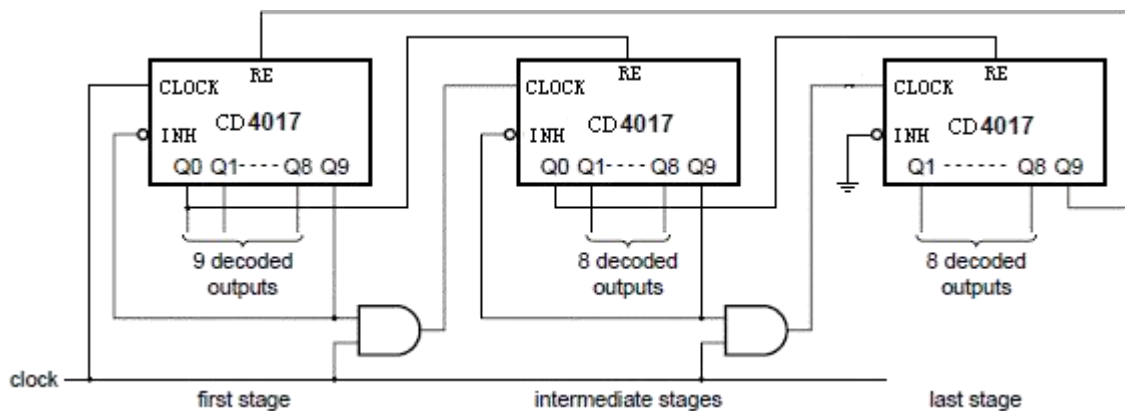 RE
CLOCK
CD4017
INH
Q0 Q1 ---- Q8 Q9
9 decoded
outputs
RE
CLOCK
CD4017
INH
Q0 Q1 ---- Q8 Q9
8 decoded
outputs
RE
CLOCK
CD4017
INH
Q1 ------ Q8 Q9
8 decoded
outputs
clock
first stage
intermediate stages
last stage